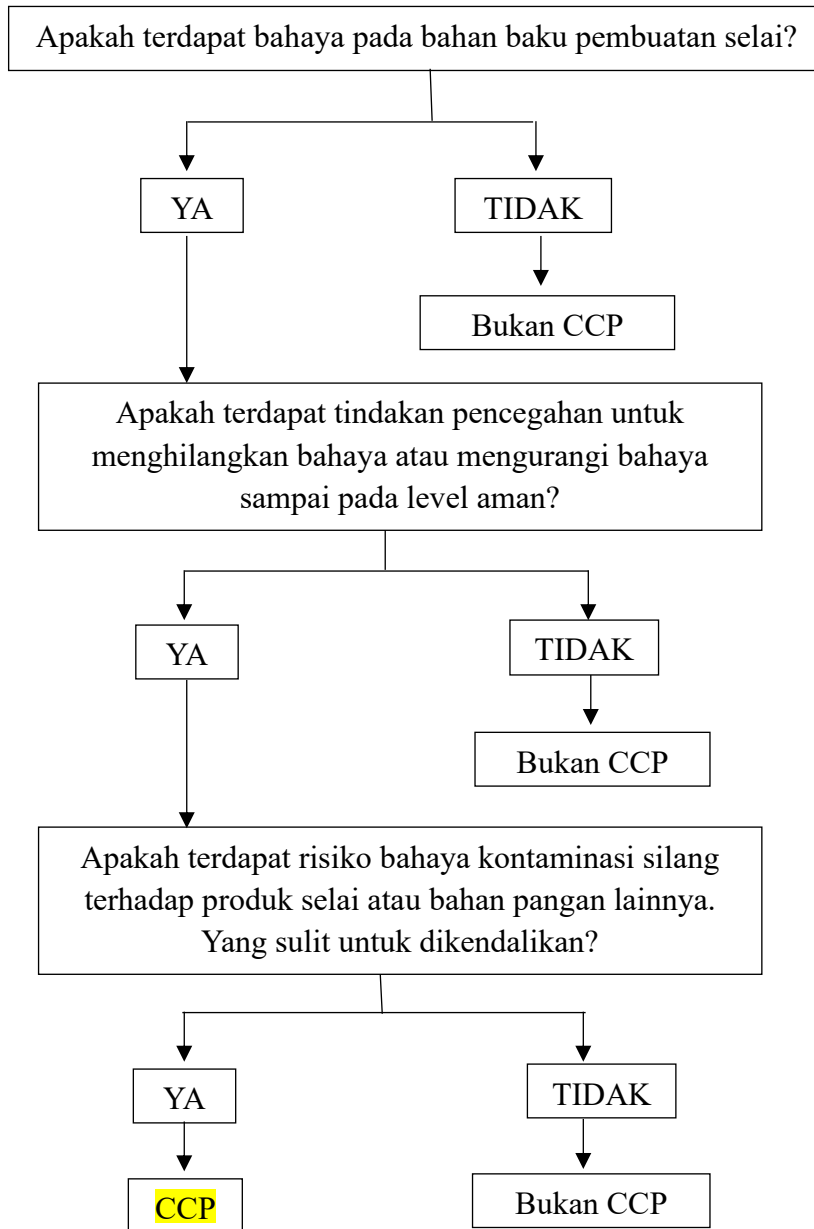 Apakah terdapat bahaya pada bahan baku pembuatan selai?
YA
TIDAK
Bukan CCP
Apakah terdapat tindakan pencegahan untuk
menghilangkan bahaya atau mengurangi bahaya
sampai pada level aman?
YA
TIDAK
Bukan CCP
Apakah terdapat risiko bahaya kontaminasi silang
terhadap produk selai atau bahan pangan lainnya.
Yang sulit untuk dikendalikan?
YA
TIDAK
CCP
Bukan CCP